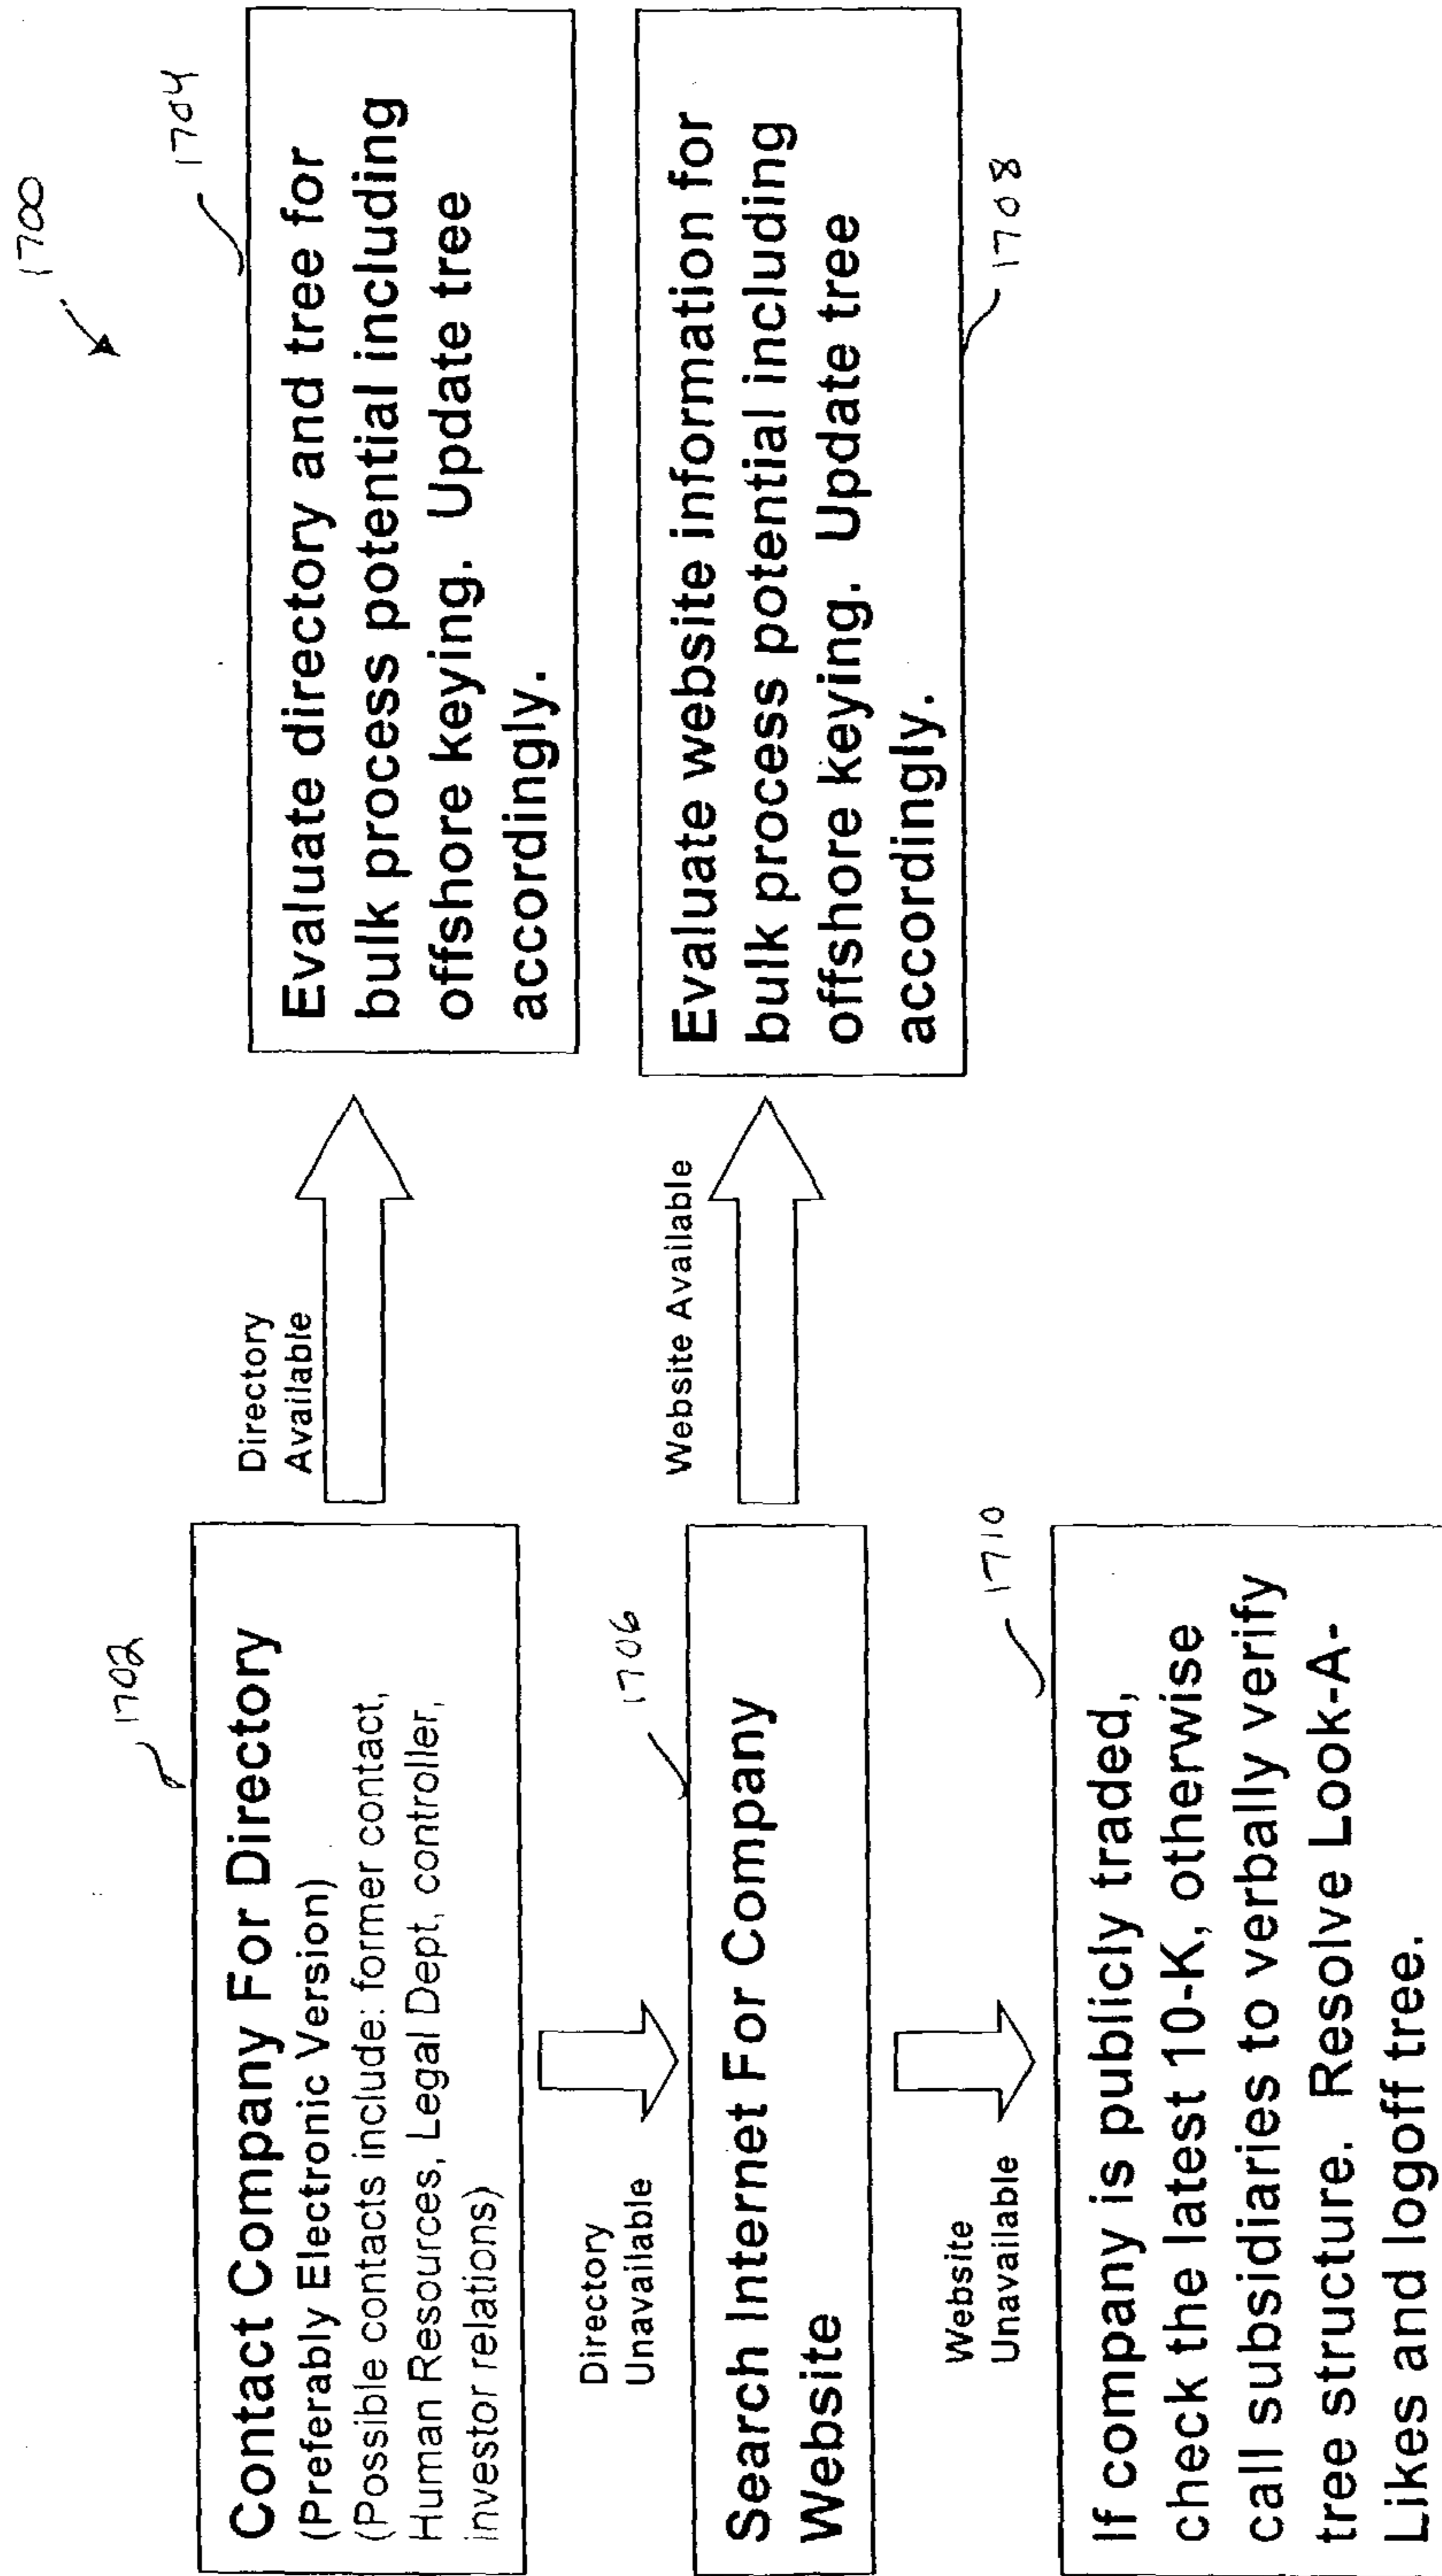 1700
1702
Contact Company For Directory
(Preferably Electronic Version)
(Possible contacts include: former contact,
Human Resources, Legal Dept, controller,
investor relations)
Directory
Available
1704
Evaluate directory and tree for
bulk process potential including
offshore keying. Update tree
accordingly.
Directory
Unavailable
1706
Search Internet For Company
Website
Website Available
Evaluate website information for
bulk process potential including
offshore keying. Update tree
accordingly.
1708
Website
Unavailable
1710
If company is publicly traded,
check the latest 10-K, otherwise
call subsidiaries to verbally verify
tree structure. Resolve Look-A-
Likes and logoff tree.